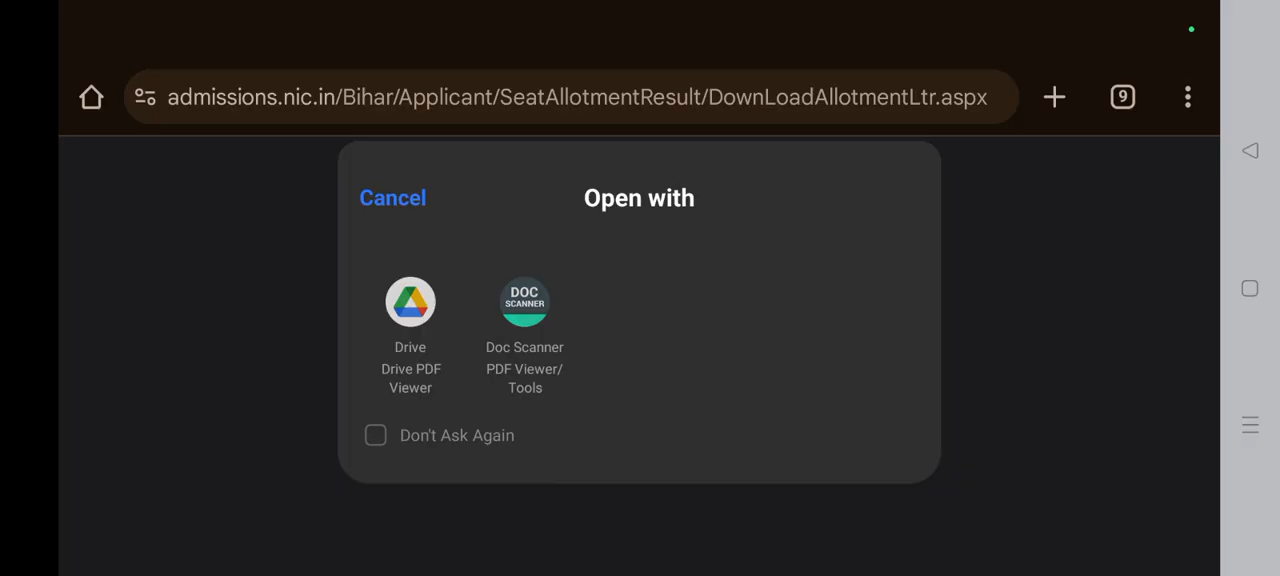 admissions.nic.in/Bihar/Applicant/SeatAllotmentResult/DownLoadAllotmentLtr.aspx
9
Cancel
Open with
DOC
SCANNER
Drive
Drive PDF
Viewer
Doc Scanner
PDF Viewer/
Tools
Don't Ask Again